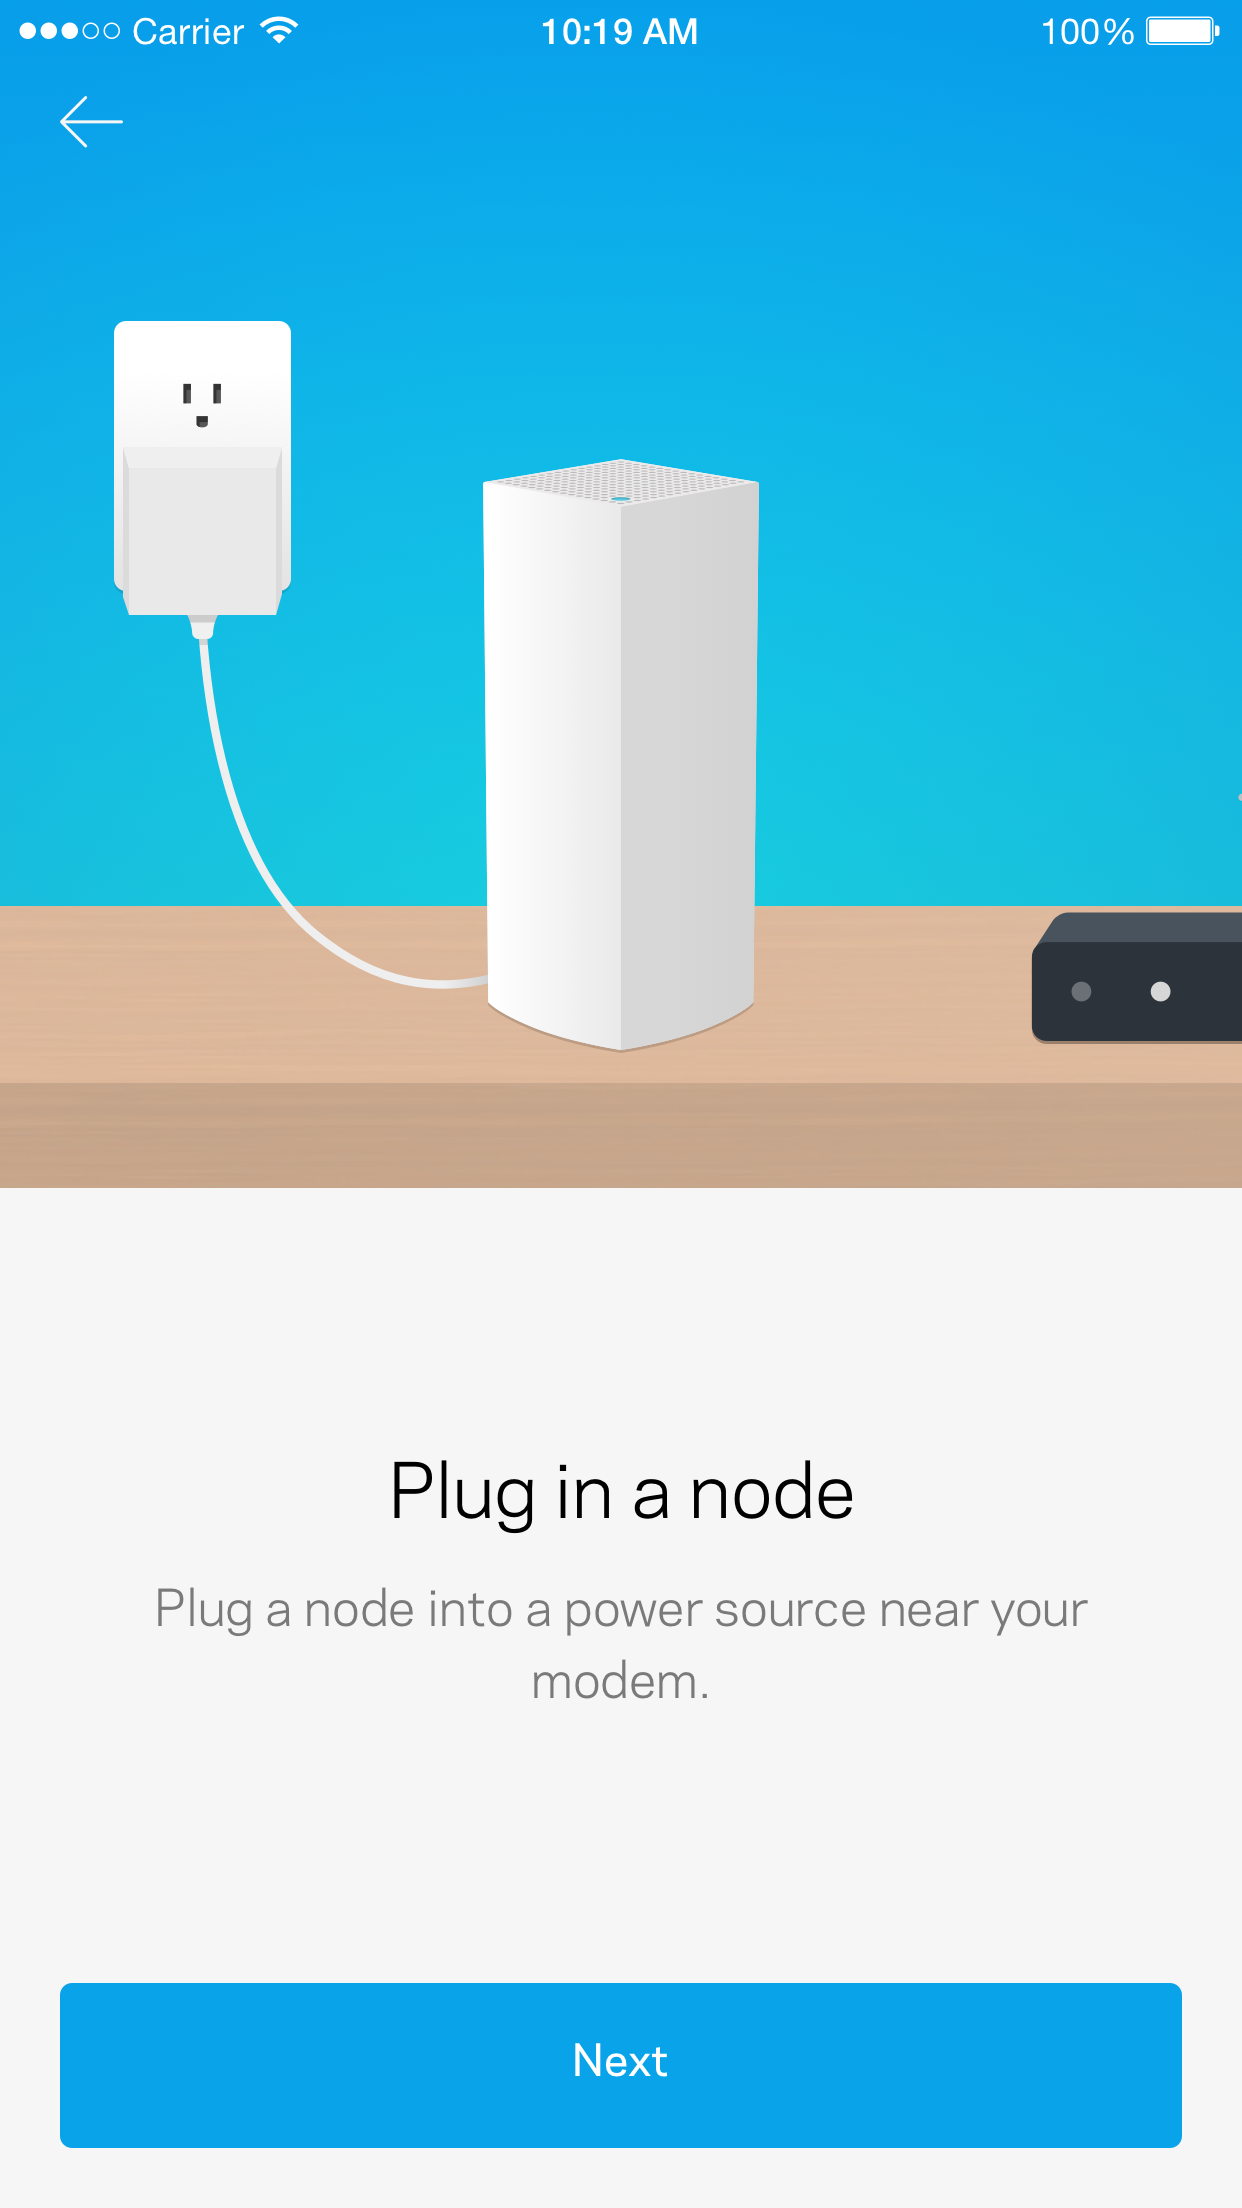 Carrier 10:19 AM 100%
Plug in a node
Plug a node into a power source near your
modem.
Next